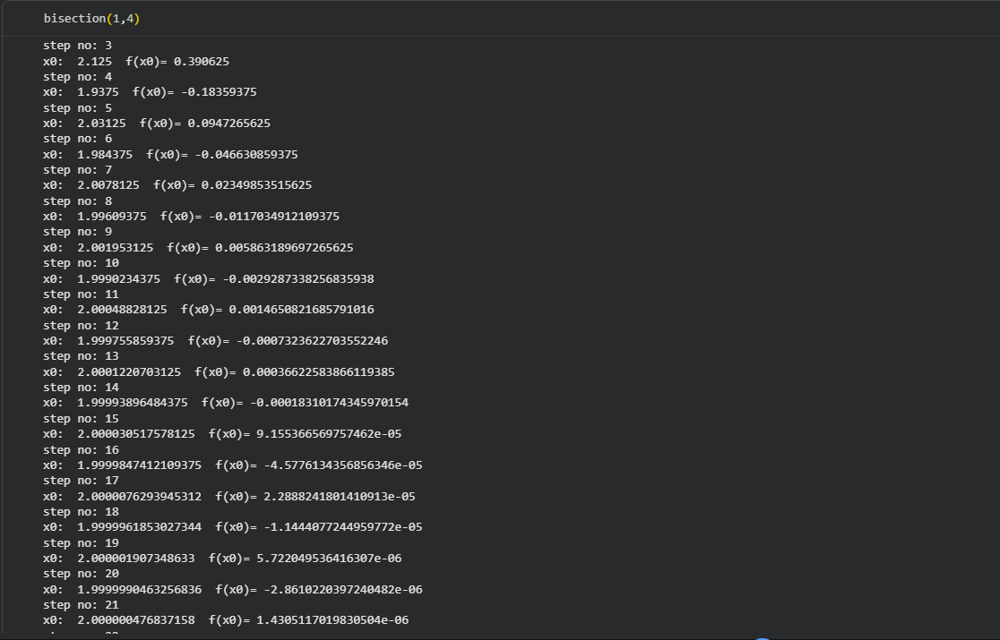 bisection(1,4)
step no: 3
x0: 2.125 f(x0)= 0.390625
step no: 4
x0: 1.9375 f(x0)= -0.18359375
step no: 5
x0: 2.03125 f(x0)= 0.0947265625
step no: 6
x0: 1.984375 f(x0)= -0.046630859375
step no: 7
x0: 2.0078125 f(x0)= 0.02349853515625
step no: 8
x0: 1.99609375 f(x0)= -0.0117034912109375
step no: 9
x0: 2.001953125 f(x0)= 0.005863189697265625
step no: 10
x0: 1.9990234375 f(x0)= -0.0029287338256835938
step no: 11
x0: 2.00048828125 f(x0)= 0.0014650821685791016
step no: 12
x0: 1.999755859375 f(x0)= -0.0007323622703552246
step no: 13
x0: 2.0001220703125 f(x0)= 0.00036622583866119385
step no: 14
x0: 1.99993896484375 f(x0)= -0.00018310174345970154
step no: 15
x0: 2.000030517578125 f(x0)= 9.155366569757462e-05
step no: 16
x0: 1.9999847412109375 f(x0)= -4.5776134356856346e-05
step no: 17
x0: 2.0000076293945312 f(x0)= 2.2888241801410913e-05
step no: 18
x0: 1.9999961853027344 f(x0)= -1.1444077244959772e-05
step no: 19
x0: 2.000001907348633 f(x0)= 5.722049536416307e-06
step no: 20
x0: 1.9999990463256836 f(x0)= -2.8610220397240482e-06
step no: 21
x0: 2.000000476837158 f(x0)= 1.4305117019830504e-06